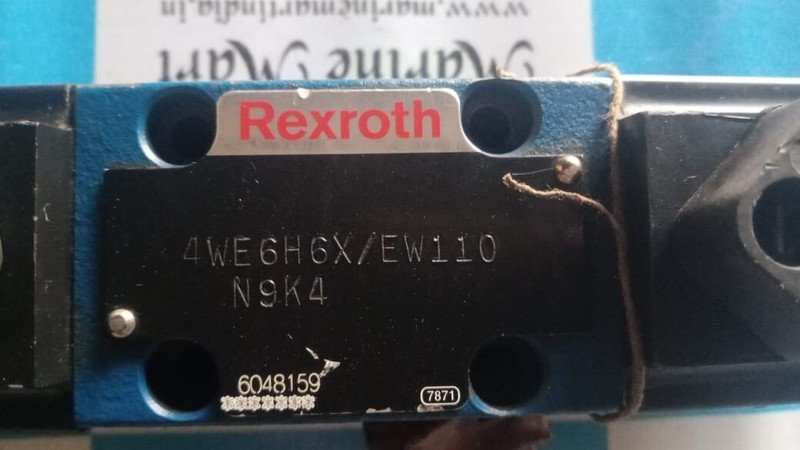 www.marinemartindia.in
Marine Mart
Rexroth
4WE6H6X/EW110
N9K4
6048159
7871